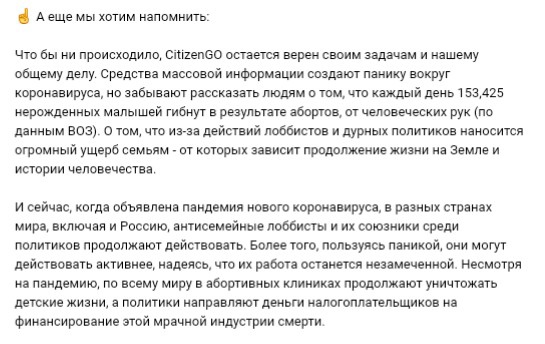 ☝ А еще мы хотим напомнить:
Что бы ни происходило, CitizenGO остается верен своим задачам и нашему
общему делу. Средства массовой информации создают панику вокруг
коронавируса, но забывают рассказать людям о том, что каждый день 153,425
нерожденных малышей гибнут в результате абортов, от человеческих рук (по
данным ВОЗ). О том, что из-за действий лоббистов и дурных политиков наносится
огромный ущерб семьям - от которых зависит продолжение жизни на Земле и
истории человечества.
И сейчас, когда объявлена пандемия нового коронавируса, в разных странах
мира, включая и Россию, антисемейные лоббисты и их союзники среди
политиков продолжают действовать. Более того, пользуясь паникой, они могут
действовать активнее, надеясь, что их работа останется незамеченной. Несмотря
на пандемию, по всему миру в абортивных клиниках продолжают уничтожать
детские жизни, а политики направляют деньги налогоплательщиков на
финансирование этой мрачной индустрии смерти.